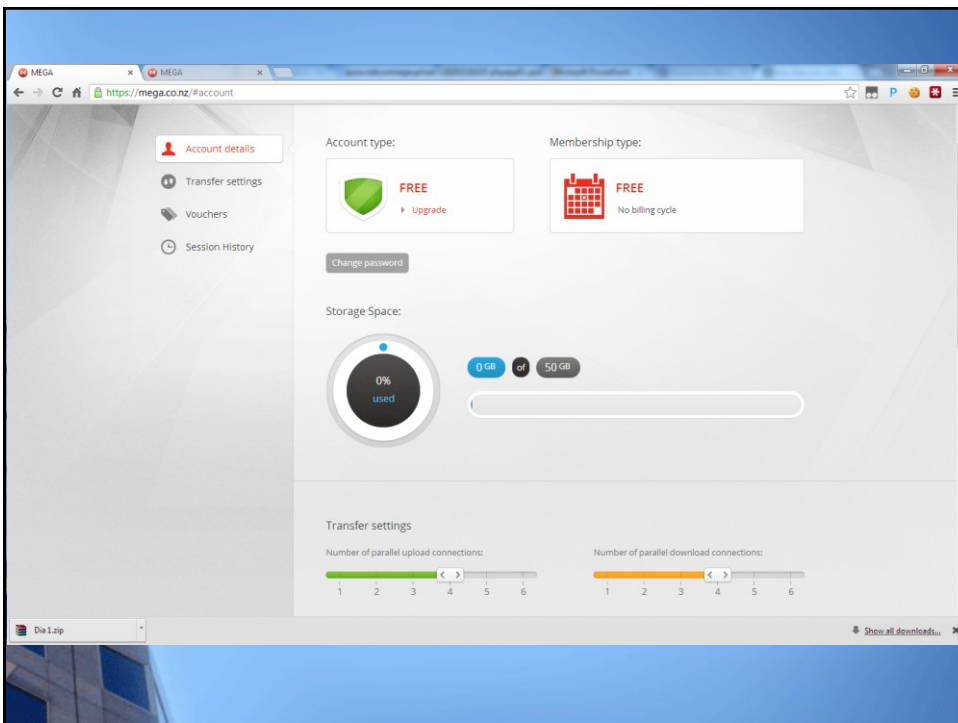 MEGA
MEGA
https://mega.co.nz/#account
P
Account details
Transfer settings
Vouchers
Session History
Account type:
FREE
Upgrade
Membership type:
FREE
No billing cycle
Change password
Storage Space:
0%
used
0 GB of 50 GB
Transfer settings
Number of parallel upload connections:
1 2 3 4 5 6
Number of parallel download connections:
1 2 3 4 5 6
Dia 1.zip
Show all downloads...